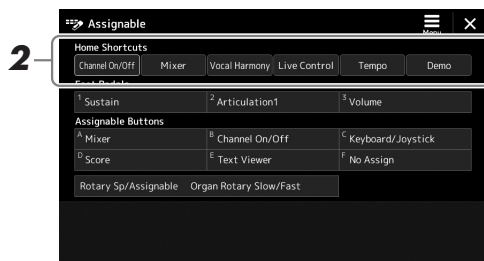 Assignable
Menu
2
Home Shortcuts
Channel On/Off Mixer Vocal Harmony Live Control Tempo Demo
Foot Pedals
1 Sustain 2 Articulation1 3 Volume
Assignable Buttons
A Mixer B Channel On/Off C Keyboard/Joystick
D Score E Text Viewer F No Assign
Rotary Sp/Assignable Organ Rotary Slow/Fast